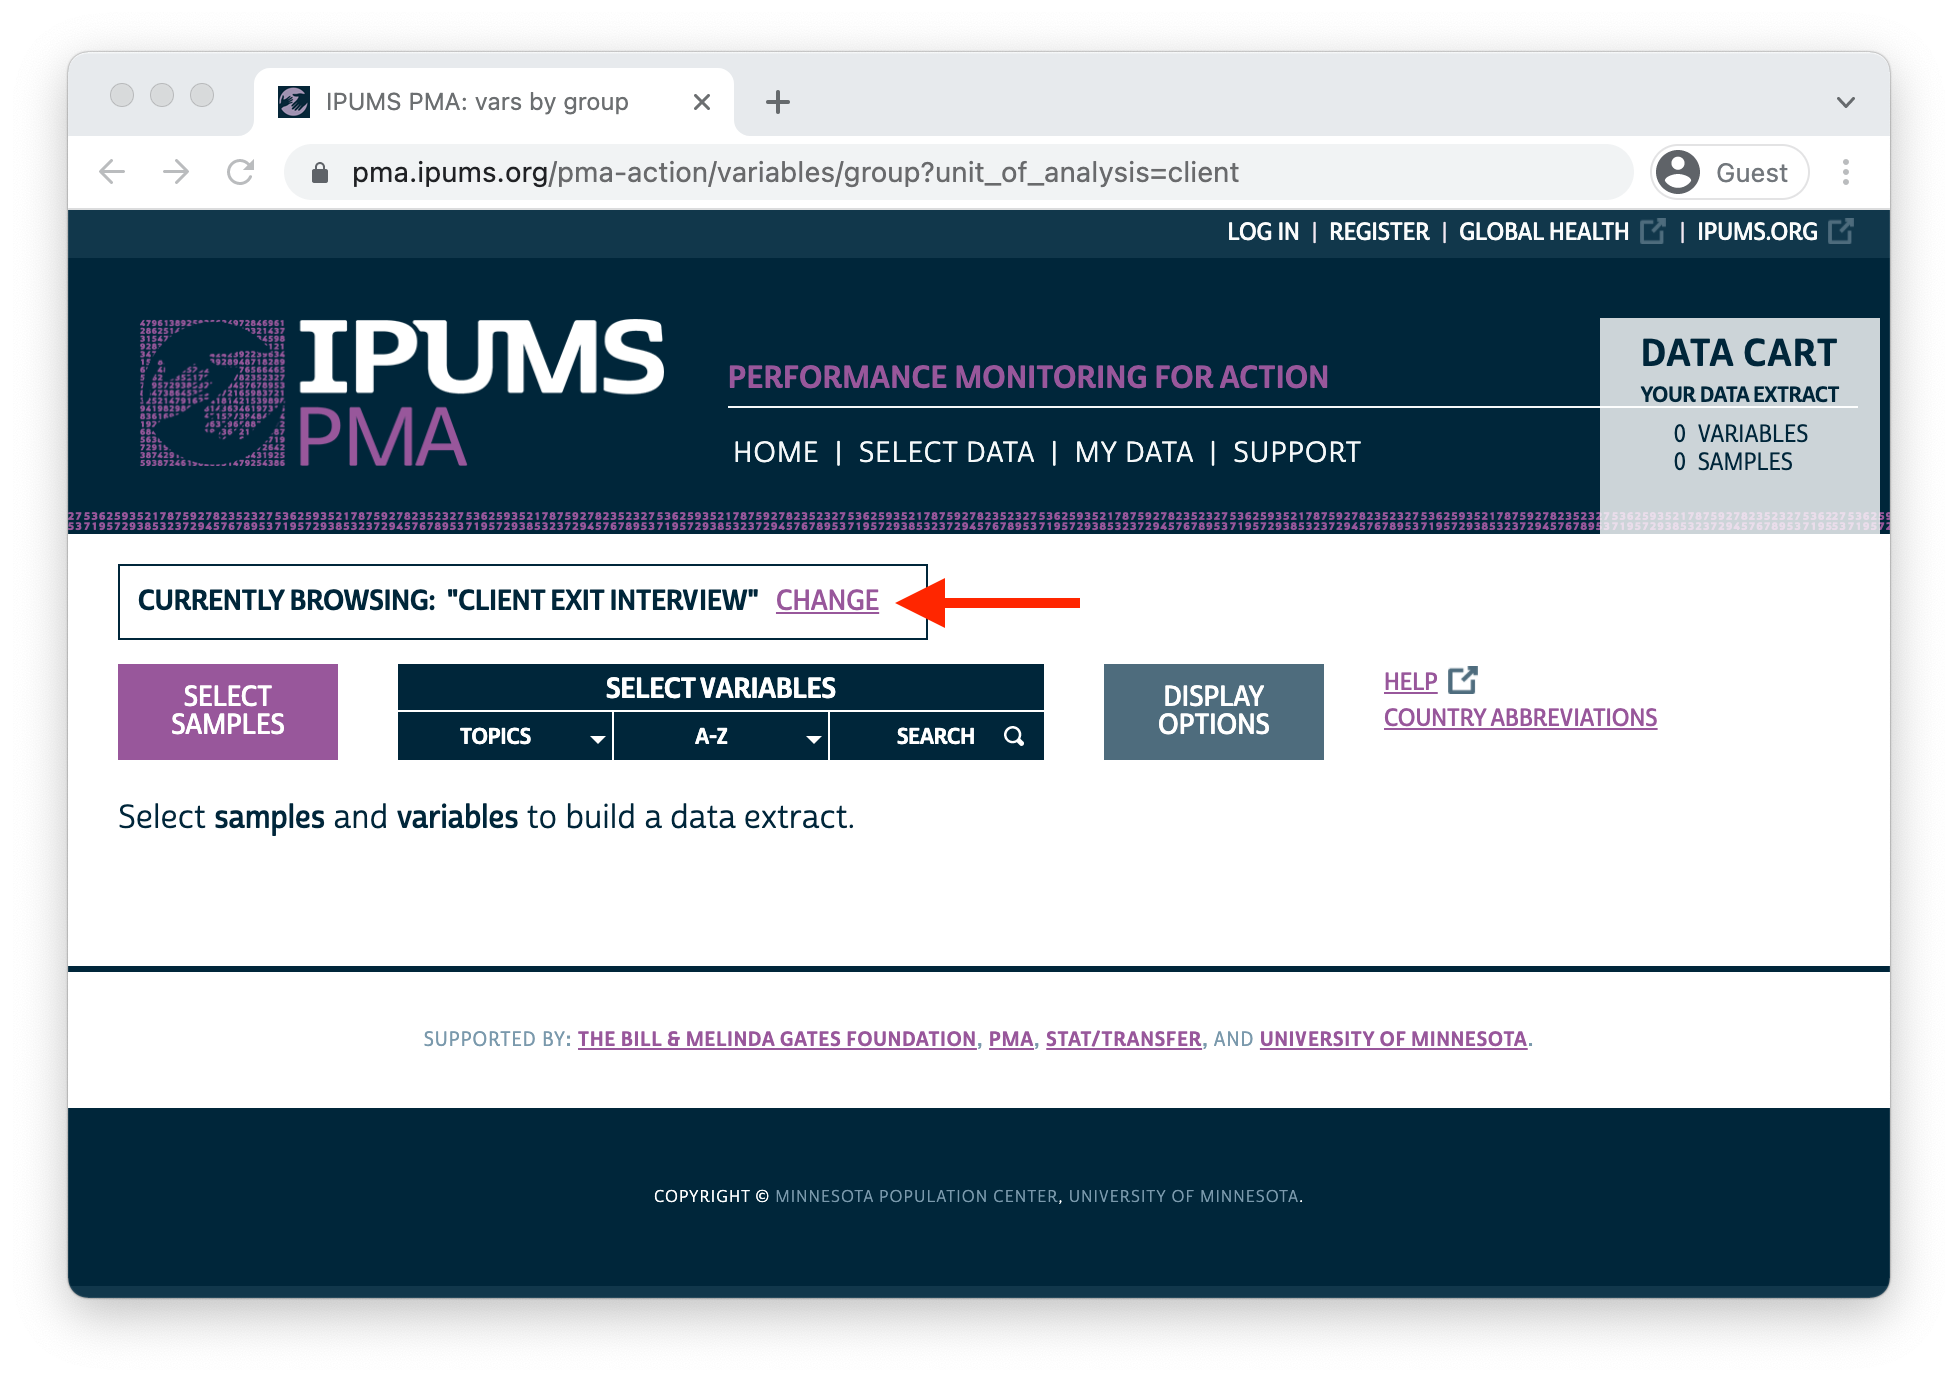 IPUMS PMA: vars by group
pma.ipums.org/pma-action/variables/group?unit_of_analysis=client
Guest
LOG IN | REGISTER | GLOBAL HEALTH | IPUMS.ORG
IPUMS
PMA
PERFORMANCE MONITORING FOR ACTION
HOME | SELECT DATA | MY DATA | SUPPORT
DATA CART
YOUR DATA EXTRACT
0 VARIABLES
0 SAMPLES
CURRENTLY BROWSING: "CLIENT EXIT INTERVIEW" CHANGE
SELECT
SAMPLES
SELECT VARIABLES
TOPICS
A-Z
SEARCH
DISPLAY
OPTIONS
HELP
COUNTRY ABBREVIATIONS
Select samples and variables to build a data extract.
SUPPORTED BY: THE BILL & MELINDA GATES FOUNDATION, PMA, STAT/TRANSFER, AND UNIVERSITY OF MINNESOTA.
COPYRIGHT © MINNESOTA POPULATION CENTER, UNIVERSITY OF MINNESOTA.